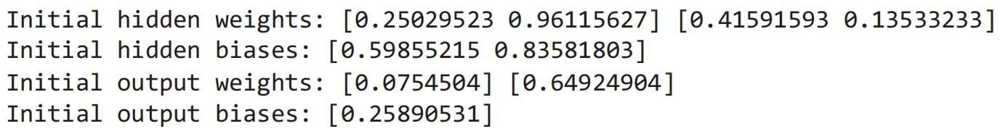 Initial hidden weights: [0.25029523 0.96115627] [0.41591593 0.13533233]
Initial hidden biases: [0.59855215 0.83581803]
Initial output weights: [0.0754504] [0.64924904]
Initial output biases: [0.25890531]